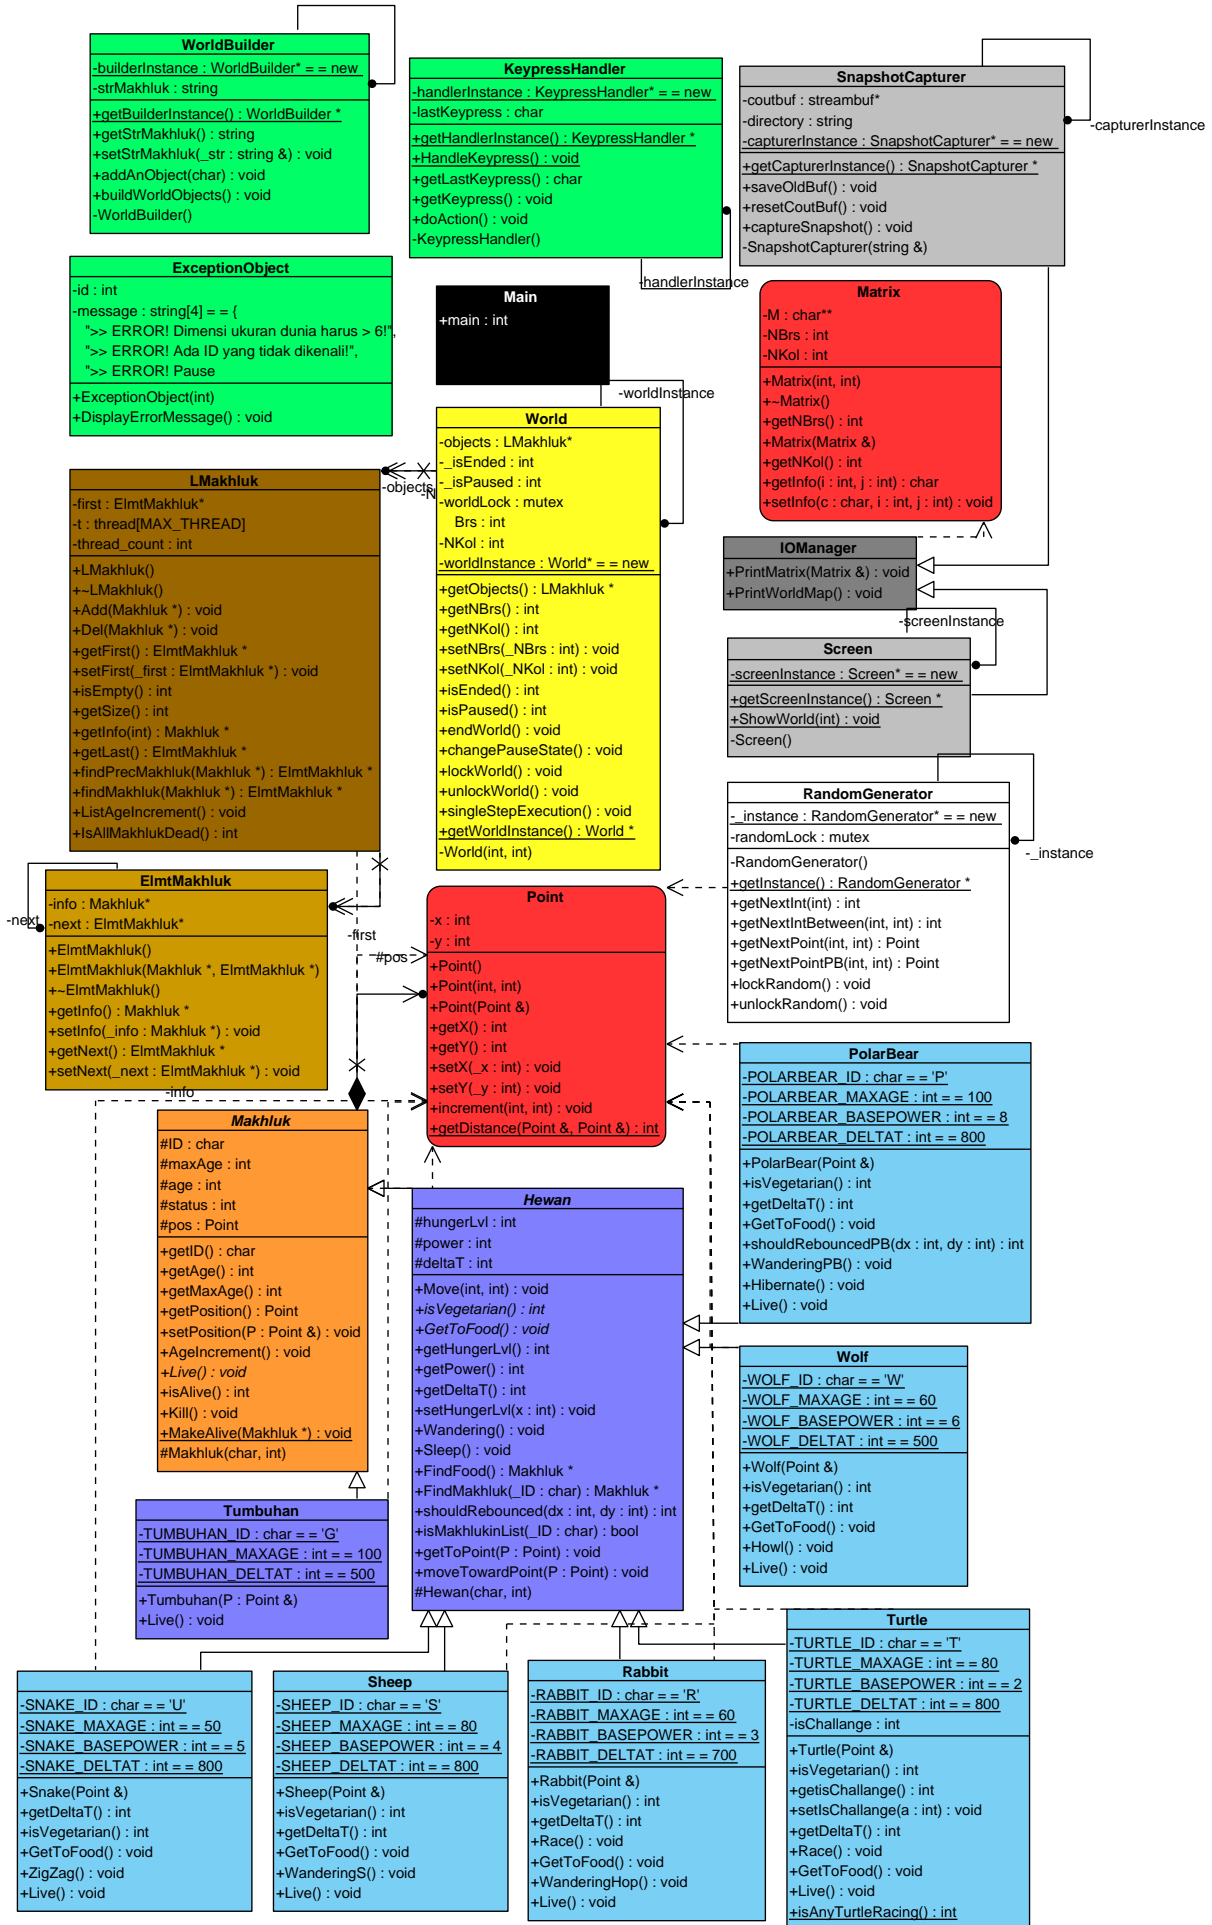 WorldBuilder
-builderInstance : WorldBuilder* = = new
-strMakhluk : string
+getBuilderInstance() : WorldBuilder *
+getStrMakhluk() : string
+setStrMakhluk(_str : string &) : void
+addAnObject(char) : void
+buildWorldObjects() : void
-WorldBuilder()
KeypressHandler
-handlerInstance : KeypressHandler* = = new
-lastKeypress : char
+getHandlerInstance() : KeypressHandler *
+HandleKeypress() : void
+getLastKeypress() : char
+getKeypress() : void
+doAction() : void
-KeypressHandler()
-handlerInstance
SnapshotCapturer
-coutbuf : streambuf*
-directory : string
-capturerInstance : SnapshotCapturer* = = new
+getCapturerInstance() : SnapshotCapturer *
+saveOldBuf() : void
+resetCoutBuf() : void
+captureSnapshot() : void
-SnapshotCapturer(string &)
-capturerInstance
ExceptionObject
-id : int
-message : string[4] = = {
">> ERROR! Dimensi ukuran dunia harus > 6!",
">> ERROR! Ada ID yang tidak dikenali!",
">> ERROR! Pause
+ExceptionObject(int)
+DisplayErrorMessage() : void
Main
+main : int
Matrix
-M : char**
-NBrs : int
-NKol : int
+Matrix(int, int)
+~Matrix()
+getNBrs() : int
+Matrix(Matrix &)
+getNKol() : int
+getInfo(i : int, j : int) : char
+setInfo(c : char, i : int, j : int) : void
-worldInstance
World
-objects : LMakhluk*
-_isEnded : int
-_isPaused : int
-worldLock : mutex
Brs : int
-NKol : int
-worldInstance : World* = = new
+getObjects() : LMakhluk *
+getNBrs() : int
+getNKol() : int
+setNBrs(_NBrs : int) : void
+setNKol(_NKol : int) : void
+isEnded() : int
+isPaused() : int
+endWorld() : void
+changePauseState() : void
+lockWorld() : void
+unlockWorld() : void
+singleStepExecution() : void
+getWorldInstance() : World *
-World(int, int)
-objects
-N
LMakhluk
-first : ElmtMakhluk*
-t : thread[MAX_THREAD]
-thread_count : int
+LMakhluk()
+~LMakhluk()
+Add(Makhluk *) : void
+Del(Makhluk *) : void
+getFirst() : ElmtMakhluk *
+setFirst(_first : ElmtMakhluk *) : void
+isEmpty() : int
+getSize() : int
+getInfo(int) : Makhluk *
+getLast() : ElmtMakhluk *
+findPrecMakhluk(Makhluk *) : ElmtMakhluk *
+findMakhluk(Makhluk *) : ElmtMakhluk *
+ListAgeIncrement() : void
+IsAllMakhlukDead() : int
IOManager
+PrintMatrix(Matrix &) : void
+PrintWorldMap() : void
-screenInstance
Screen
-screenInstance : Screen* = = new
+getScreenInstance() : Screen *
+ShowWorld(int) : void
-Screen()
RandomGenerator
-_instance : RandomGenerator* = = new
-randomLock : mutex
-RandomGenerator()
+getInstance() : RandomGenerator *
+getNextInt(int) : int
+getNextIntBetween(int, int) : int
+getNextPoint(int, int) : Point
+getNextPointPB(int, int) : Point
+lockRandom() : void
+unlockRandom() : void
-_instance
ElmtMakhluk
-info : Makhluk*
-next : ElmtMakhluk*
+ElmtMakhluk()
+ElmtMakhluk(Makhluk *, ElmtMakhluk *)
+~ElmtMakhluk()
+getInfo() : Makhluk *
+setInfo(_info : Makhluk *) : void
+getNext() : ElmtMakhluk *
+setNext(_next : ElmtMakhluk *) : void
-next
-first
#pos
-info
Point
-x : int
-y : int
+Point()
+Point(int, int)
+Point(Point &)
+getX() : int
+getY() : int
+setX(_x : int) : void
+setY(_y : int) : void
+increment(int, int) : void
+getDistance(Point &, Point &) : int
PolarBear
-POLARBEAR_ID : char = = 'P'
-POLARBEAR_MAXAGE : int = = 100
-POLARBEAR_BASEPOWER : int = = 8
-POLARBEAR_DELTAT : int = = 800
+PolarBear(Point &)
+isVegetarian() : int
+getDeltaT() : int
+GetToFood() : void
+shouldReboundedPB(dx : int, dy : int) : int
+WanderingPB() : void
+Hibernate() : void
+Live() : void
Makhluk
#ID : char
#maxAge : int
#age : int
#status : int
#pos : Point
+getID() : char
+getAge() : int
+getMaxAge() : int
+getPosition() : Point
+setPosition(P : Point &) : void
+AgeIncrement() : void
+Live() : void
+isAlive() : int
+Kill() : void
+MakeAlive(Makhluk *) : void
#Makhluk(char, int)
Hewan
#hungerLvl : int
#power : int
#deltaT : int
+Move(int, int) : void
+isVegetarian() : int
+GetToFood() : void
+getHungerLvl() : int
+getPower() : int
+getDeltaT() : int
+setHungerLvl(x : int) : void
+Wandering() : void
+Sleep() : void
+FindFood() : Makhluk *
+FindMakhluk(_ID : char) : Makhluk *
+shouldRebounced(dx : int, dy : int) : int
+isMakhlukinList(_ID : char) : bool
+getToPoint(P : Point) : void
+moveTowardPoint(P : Point) : void
#Hewan(char, int)
Wolf
-WOLF_ID : char = = 'W'
-WOLF_MAXAGE : int = = 60
-WOLF_BASEPOWER : int = = 6
-WOLF_DELTAT : int = = 500
+Wolf(Point &)
+isVegetarian() : int
+getDeltaT() : int
+GetToFood() : void
+Howl() : void
+Live() : void
Tumbuhan
-TUMBUHAN_ID : char = = 'G'
-TUMBUHAN_MAXAGE : int = = 100
-TUMBUHAN_DELTAT : int = = 500
+Tumbuhan(P : Point &)
+Live() : void
-SNAKE_ID : char = = 'U'
-SNAKE_MAXAGE : int = = 50
-SNAKE_BASEPOWER : int = = 5
-SNAKE_DELTAT : int = = 800
+Snake(Point &)
+getDeltaT() : int
+isVegetarian() : int
+GetToFood() : void
+ZigZag() : void
+Live() : void
Sheep
-SHEEP_ID : char = = 'S'
-SHEEP_MAXAGE : int = = 80
-SHEEP_BASEPOWER : int = = 4
-SHEEP_DELTAT : int = = 800
+Sheep(Point &)
+isVegetarian() : int
+getDeltaT() : int
+GetToFood() : void
+WanderingS() : void
+Live() : void
Rabbit
-RABBIT_ID : char = = 'R'
-RABBIT_MAXAGE : int = = 60
-RABBIT_BASEPOWER : int = = 3
-RABBIT_DELTAT : int = = 700
+Rabbit(Point &)
+isVegetarian() : int
+getDeltaT() : int
+Race() : void
+GetToFood() : void
+WanderingHop() : void
+Live() : void
Turtle
-TURTLE_ID : char = = 'T'
-TURTLE_MAXAGE : int = = 80
-TURTLE_BASEPOWER : int = = 2
-TURTLE_DELTAT : int = = 800
-isChallange : int
+Turtle(Point &)
+isVegetarian() : int
+getisChallange() : int
+setIsChallange(a : int) : void
+getDeltaT() : int
+Race() : void
+GetToFood() : void
+Live() : void
+isAnyTurtleRacing() : int